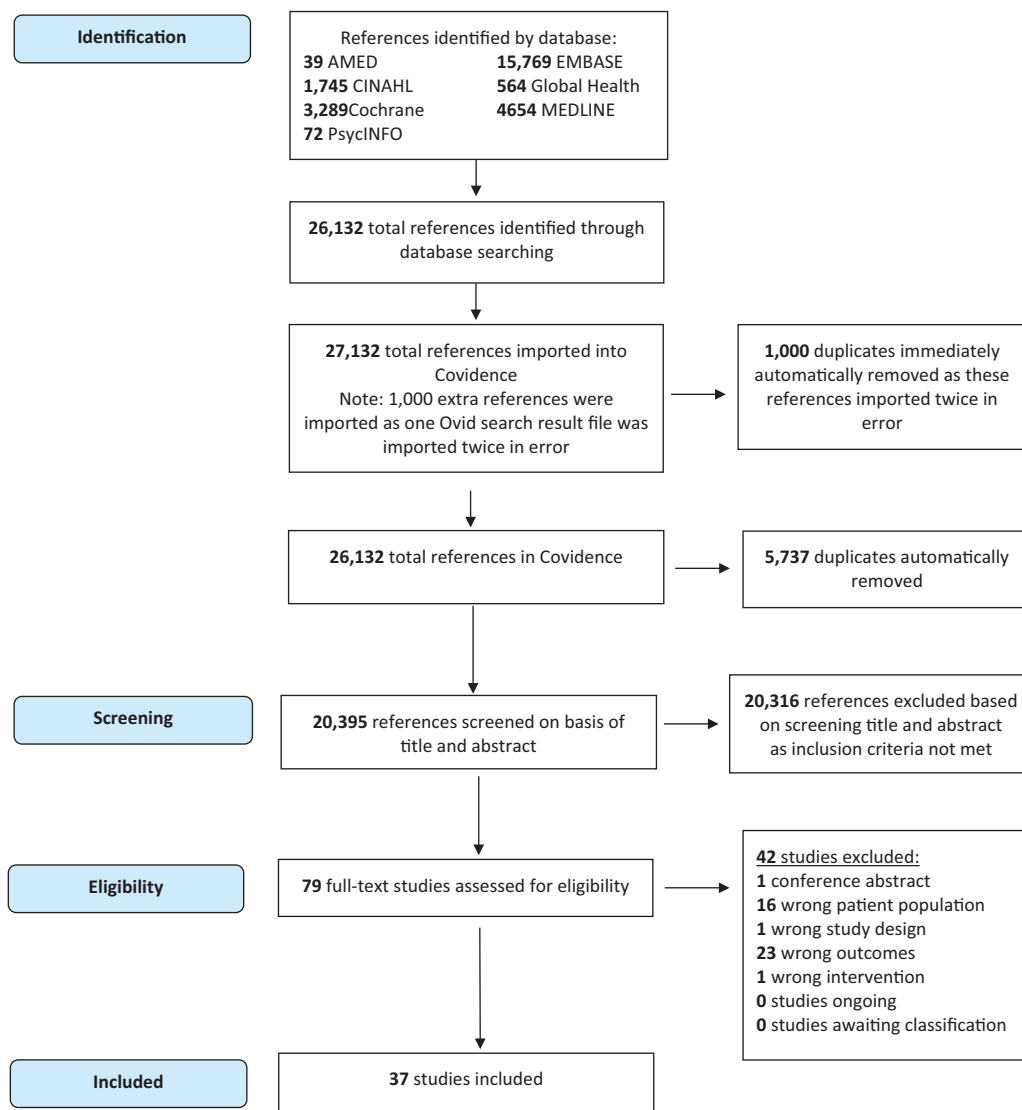 Identification
References identified by database:
39 AMED 15,769 EMBASE
1,745 CINAHL 564 Global Health
3,289Cochrane 4654 MEDLINE
72 PsycINFO
26,132 total references identified through
database searching
27,132 total references imported into
Covidence
Note: 1,000 extra references were
imported as one Ovid search result file was
imported twice in error
1,000 duplicates immediately
automatically removed as these
references imported twice in
error
26,132 total references in Covidence
5,737 duplicates automatically
removed
Screening
20,395 references screened on basis of
title and abstract
20,316 references excluded based
on screening title and abstract
as inclusion criteria not met
Eligibility
79 full-text studies assessed for eligibility
42 studies excluded:
1 conference abstract
16 wrong patient population
1 wrong study design
23 wrong outcomes
1 wrong intervention
0 studies ongoing
0 studies awaiting classification
Included
37 studies included